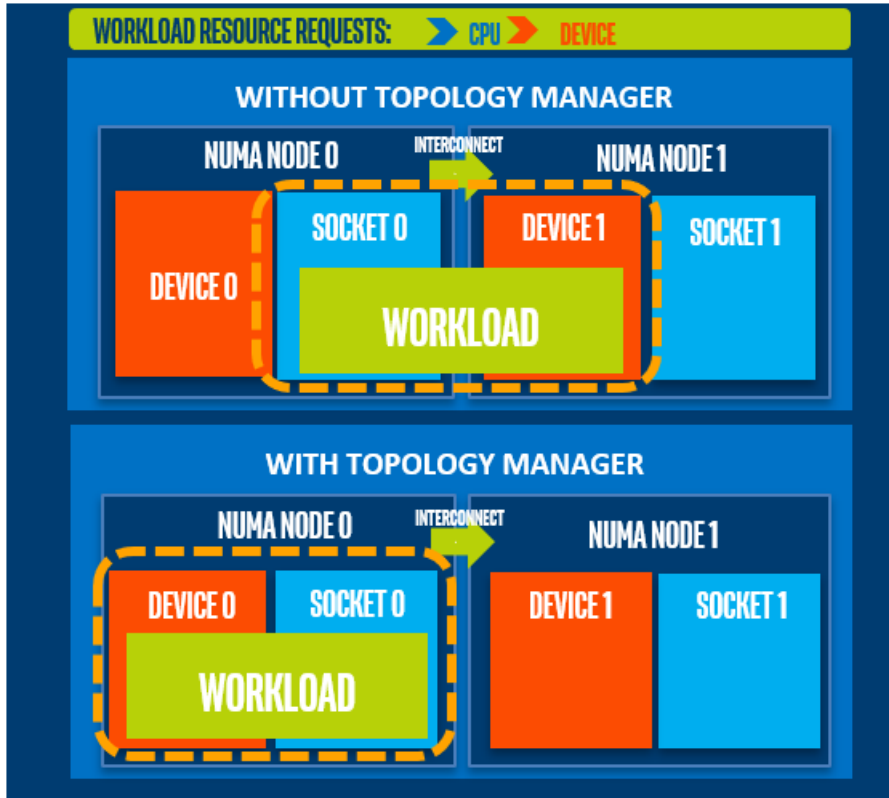 WORKLOAD RESOURCE REQUESTS: CPU DEVICE
WITHOUT TOPOLOGY MANAGER
NUMA NODE 0
INTERCONNECT
NUMA NODE 1
DEVICE 0
SOCKET 0
DEVICE 1
SOCKET 1
WORKLOAD
WITH TOPOLOGY MANAGER
NUMA NODE 0
INTERCONNECT
NUMA NODE 1
DEVICE 0
SOCKET 0
DEVICE 1
SOCKET 1
WORKLOAD